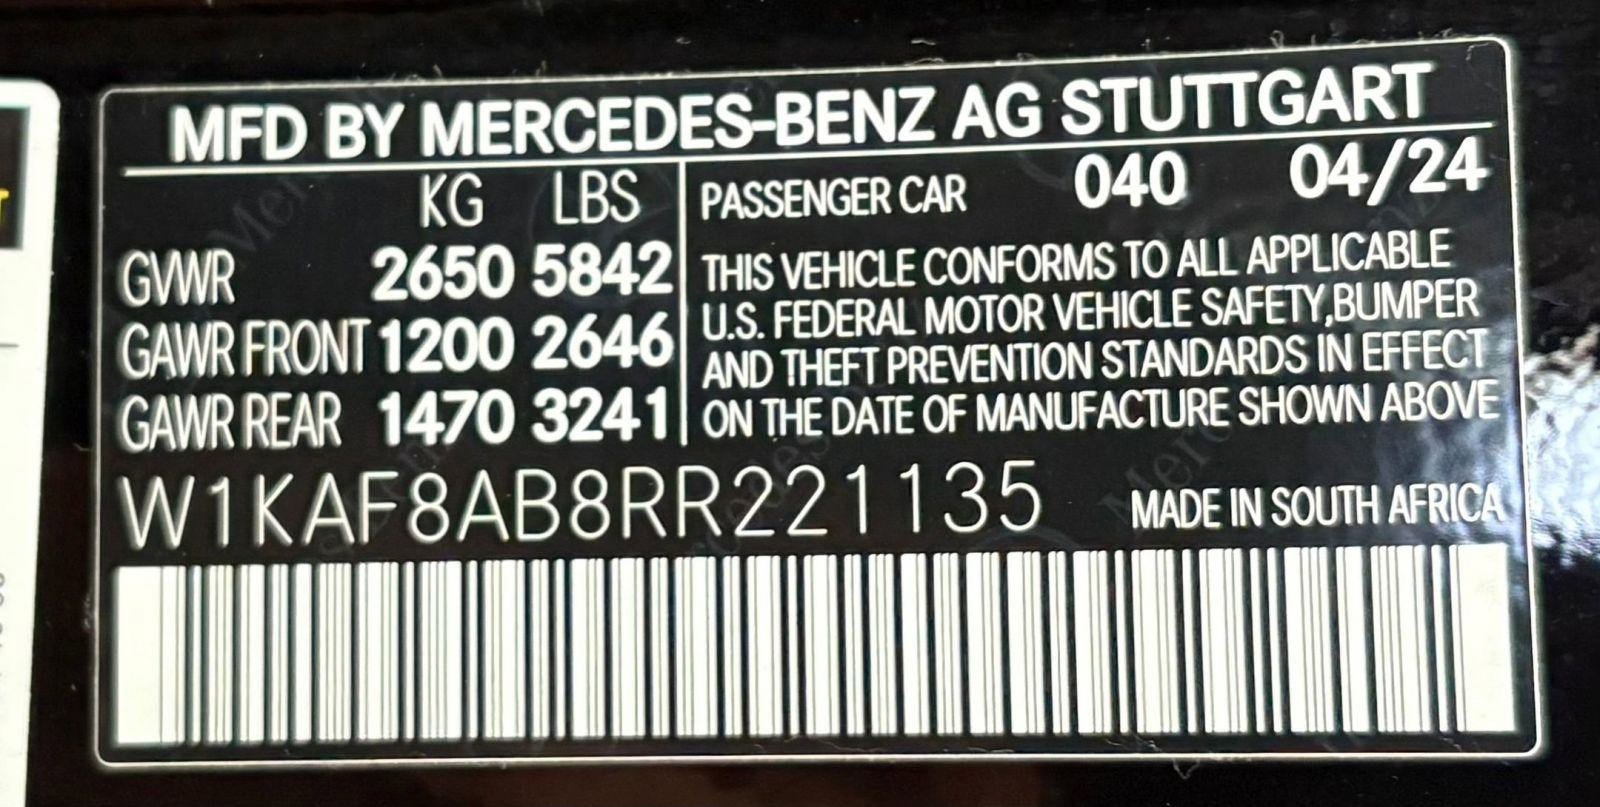 MFD BY MERCEDES-BENZ AG STUTTGART
KG LBS
GVWR 2650 5842
GAWR FRONT 1200 2646
GAWR REAR 1470 3241
PASSENGER CAR 040 04/24
THIS VEHICLE CONFORMS TO ALL APPLICABLE
U.S. FEDERAL MOTOR VEHICLE SAFETY,BUMPER
AND THEFT PREVENTION STANDARDS IN EFFECT
ON THE DATE OF MANUFACTURE SHOWN ABOVE
W1KAF8AB8RR221135 MADE IN SOUTH AFRICA